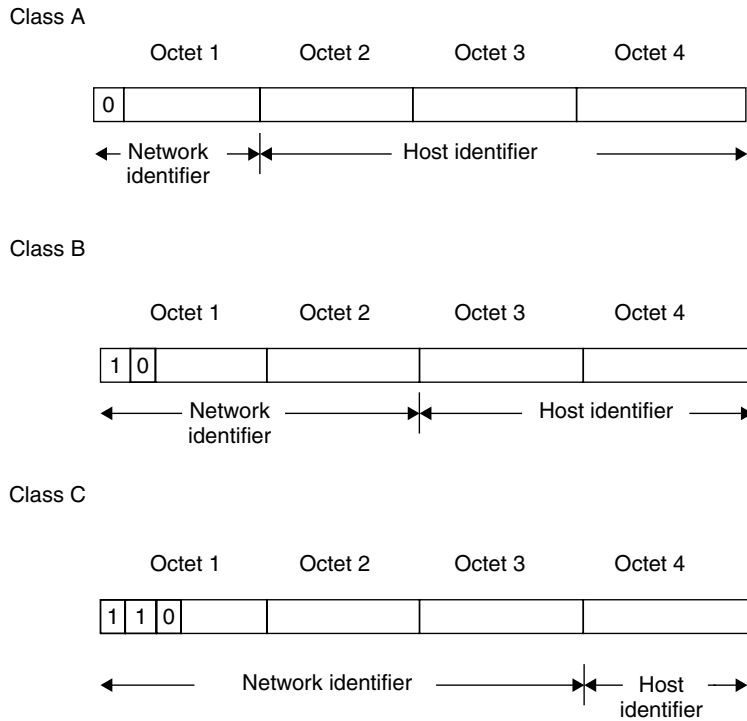 Class A
Octet 1 Octet 2 Octet 3 Octet 4
0
Network identifier
Host identifier
Class B
Octet 1 Octet 2 Octet 3 Octet 4
1 0
Network identifier
Host identifier
Class C
Octet 1 Octet 2 Octet 3 Octet 4
1 1 0
Network identifier
Host identifier